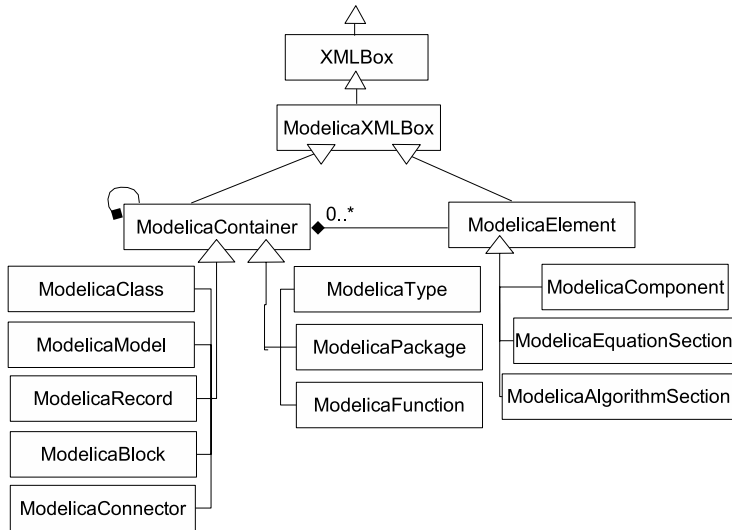 XMLBox
ModelicaXMLBox
0..*
ModelicaContainer
ModelicaElement
ModelicaClass
ModelicaType
ModelicaComponent
ModelicaModel
ModelicaPackage
ModelicaEquationSection
ModelicaRecord
ModelicaFunction
ModelicaAlgorithmSection
ModelicaBlock
ModelicaConnector